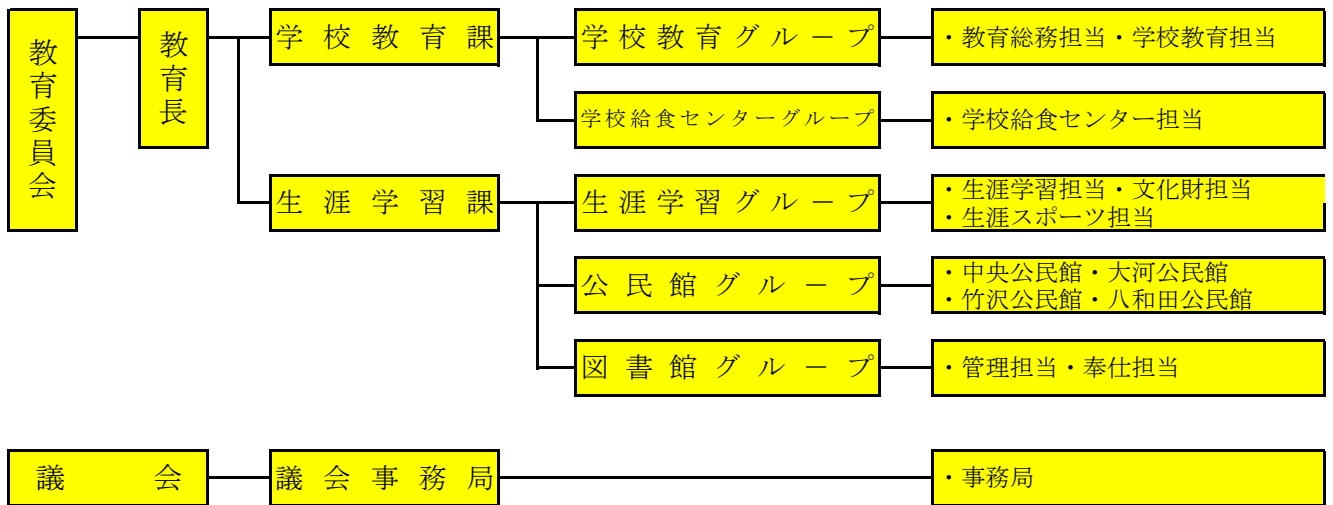 教育委員会
教育長
学校教育課
学校教育グループ
・教育総務担当・学校教育担当
学校給食センターグループ
・学校給食センター担当
生涯学習課
生涯学習グループ
・生涯学習担当・文化財担当
・生涯スポーツ担当
公民館グループ
・中央公民館・大河公民館
・竹沢公民館・八和田公民館
図書館グループ
・管理担当・奉仕担当
議会
議会事務局
・事務局